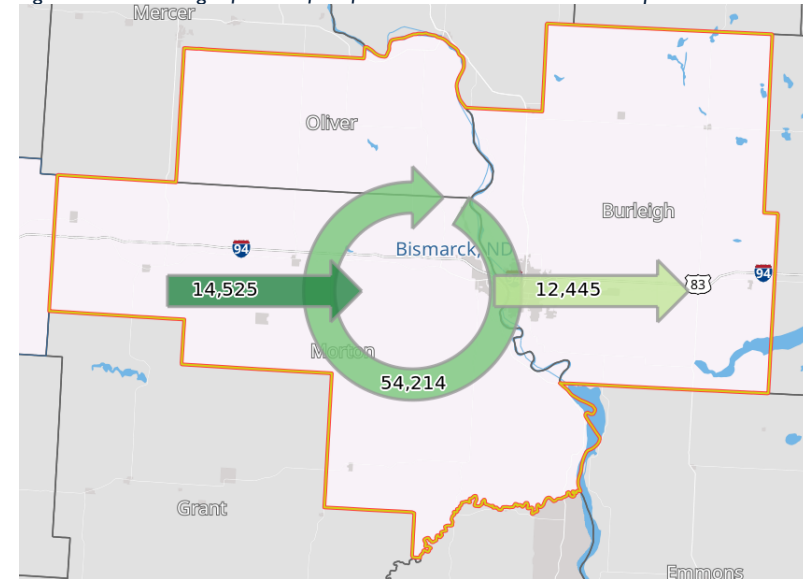 Mercer
Oliver
Burleigh
94
Bismarck, ND
94
83
14,525
12,445
Morton
54,214
Grant
Emmons